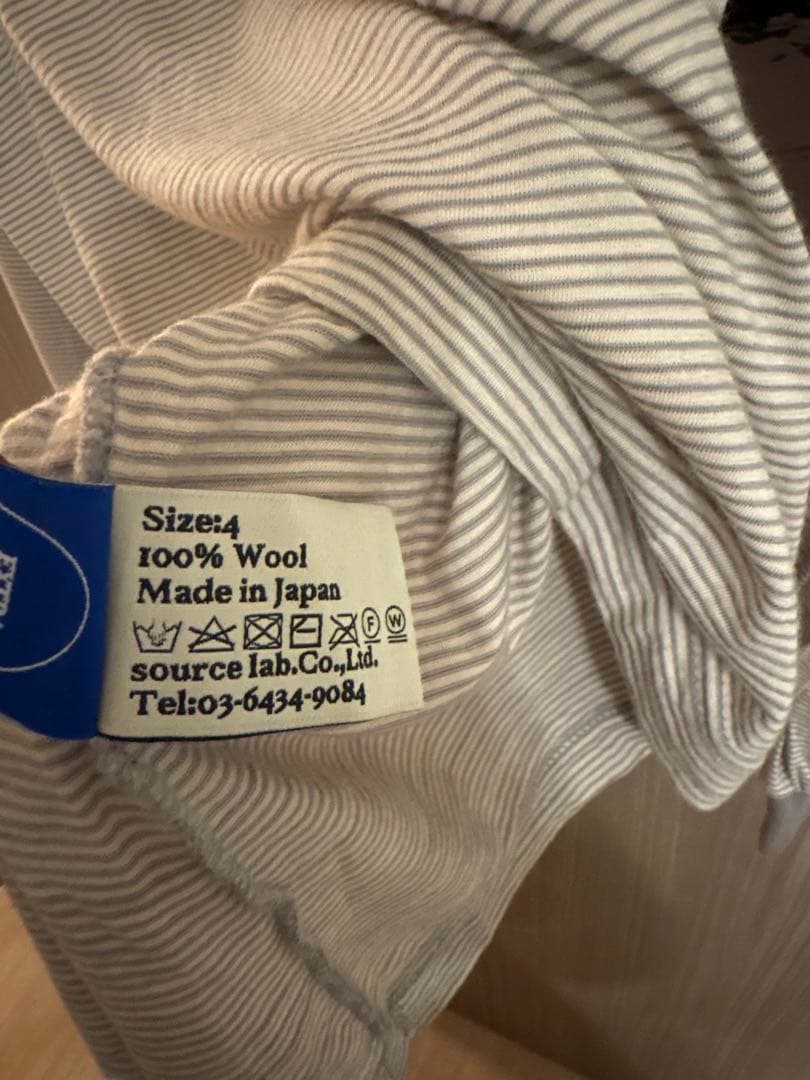 Size:4
100% Wool
Made in Japan
F W
source lab.Co.,Ltd.
Tel:03-6434-9084